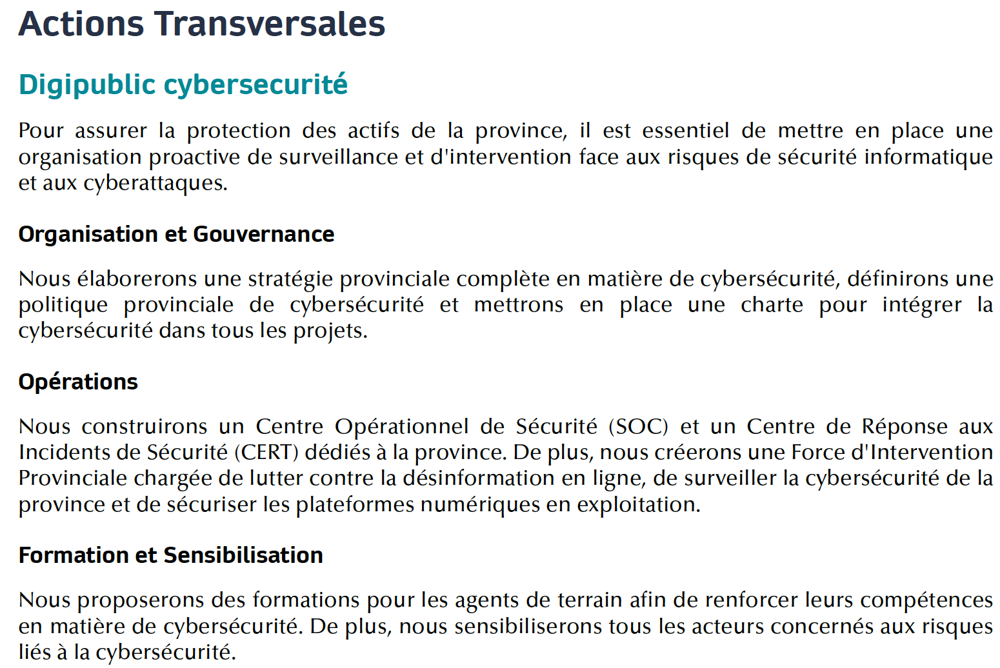 Actions Transversales
Digipublic cybersecurité
Pour assurer la protection des actifs de la province, il est essentiel de mettre en place une
organisation proactive de surveillance et d'intervention face aux risques de sécurité informatique
et aux cyberattaques.
Organisation et Gouvernance
Nous élaborerons une stratégie provinciale complète en matière de cybersécurité, définirons une
politique provinciale de cybersécurité et mettrons en place une charte pour intégrer la
cybersécurité dans tous les projets.
Opérations
Nous construirons un Centre Opérationnel de Sécurité (SOC) et un Centre de Réponse aux
Incidents de Sécurité (CERT) dédiés à la province. De plus, nous créerons une Force d'Intervention
Provinciale chargée de lutter contre la désinformation en ligne, de surveiller la cybersécurité de la
province et de sécuriser les plateformes numériques en exploitation.
Formation et Sensibilisation
Nous proposerons des formations pour les agents de terrain afin de renforcer leurs compétences
en matière de cybersécurité. De plus, nous sensibiliserons tous les acteurs concernés aux risques
liés à la cybersécurité.